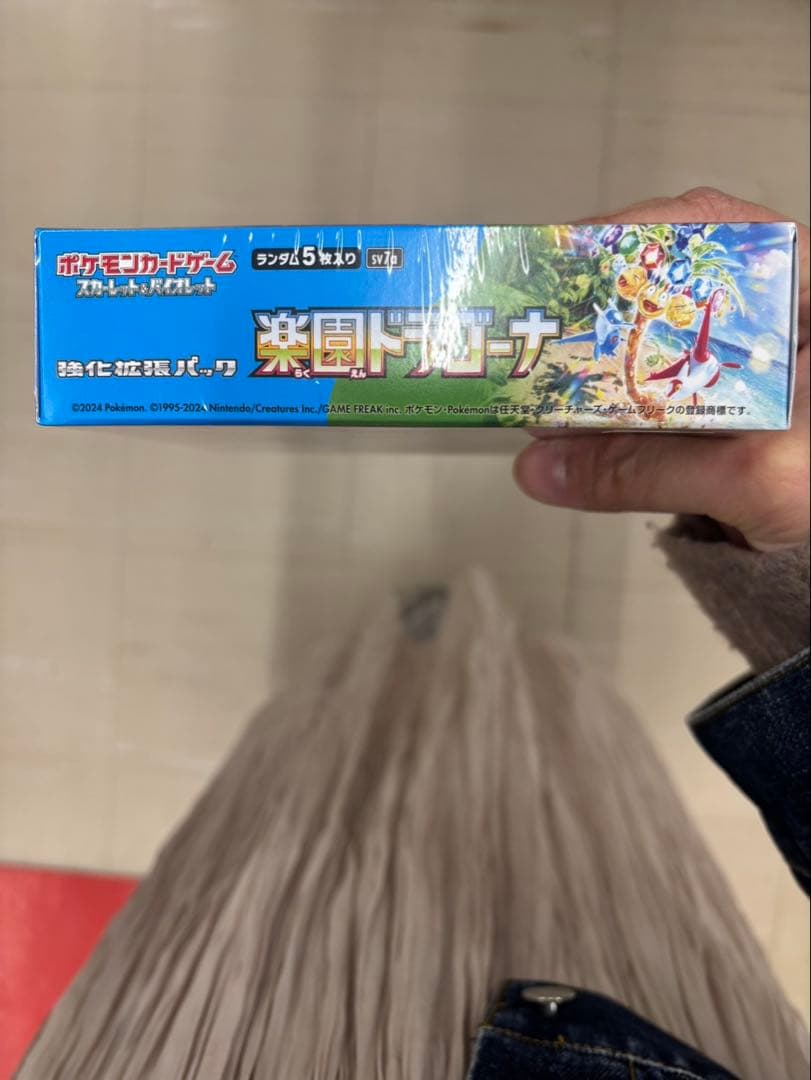 ポケモンカードゲーム
スカーレット&バイオレット
ランダム5枚入り
sv7a
強化拡張パック
楽園ドラゴーナ
らく えん
©2024 Pokémon. ©1995-2024 Nintendo/Creatures Inc./GAME FREAK inc. ポケモン・Pokémonは任天堂・クリーチャーズ・ゲームフリークの登録商標です。